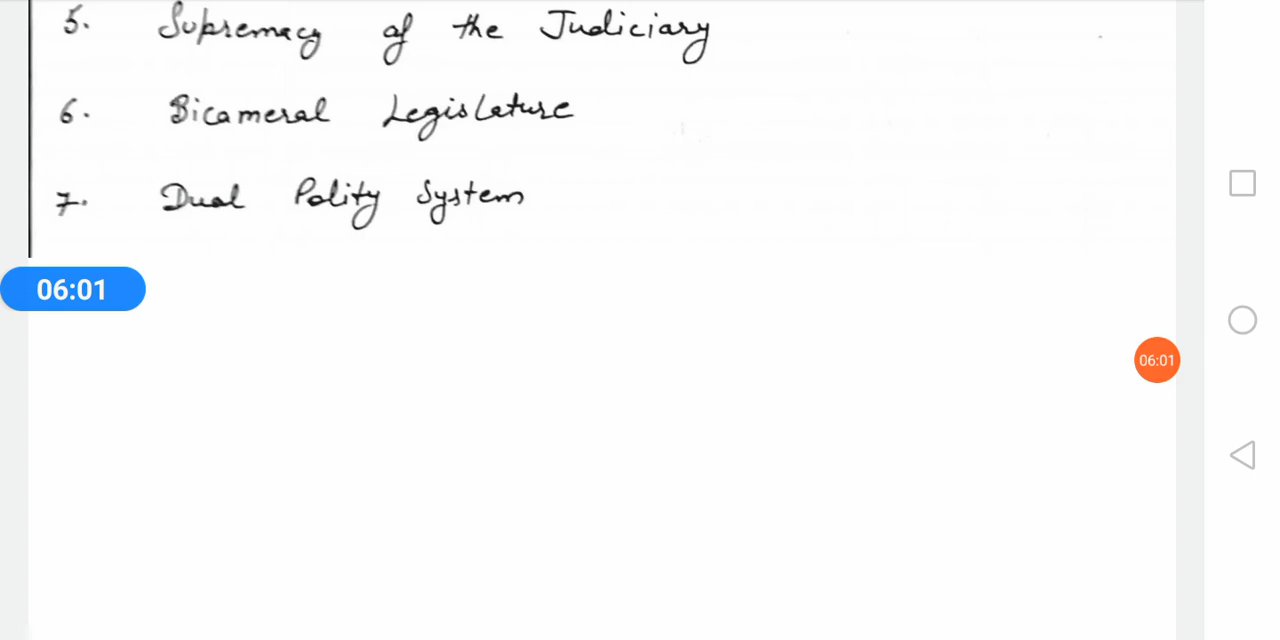 5. Supremacy of the Judiciary
6. Bicameral Legislature
7. Dual Polity System
06:01
06:01